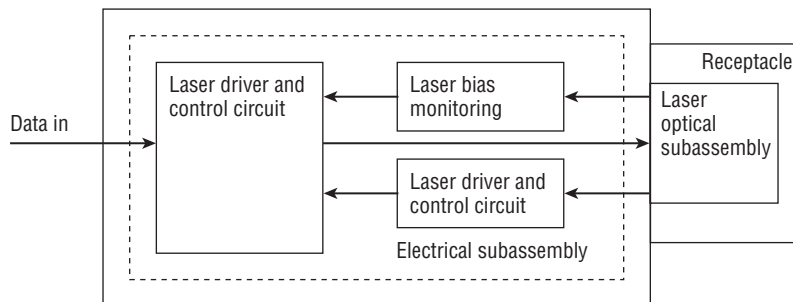 Receptacle
Laser driver and
control circuit
Laser bias
monitoring
Laser
optical
subassembly
Data in
Laser driver and
control circuit
Electrical subassembly